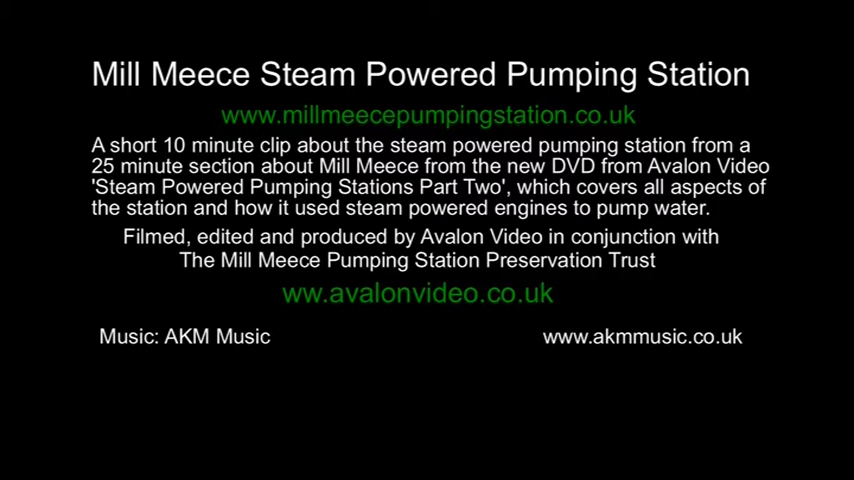 Mill Meece Steam Powered Pumping Station
www.millmeecepumpingstation.co.uk
A short 10 minute clip about the steam powered pumping station from a
25 minute section about Mill Meece from the new DVD from Avalon Video
'Steam Powered Pumping Stations Part Two', which covers all aspects of
the station and how it used steam powered engines to pump water.
Filmed, edited and produced by Avalon Video in conjunction with
The Mill Meece Pumping Station Preservation Trust
ww.avalonvideo.co.uk
Music: AKM Music www.akmmusic.co.uk